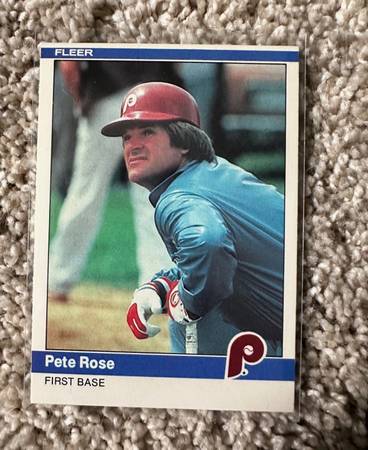 FLEER
P
Pete Rose
P
FIRST BASE